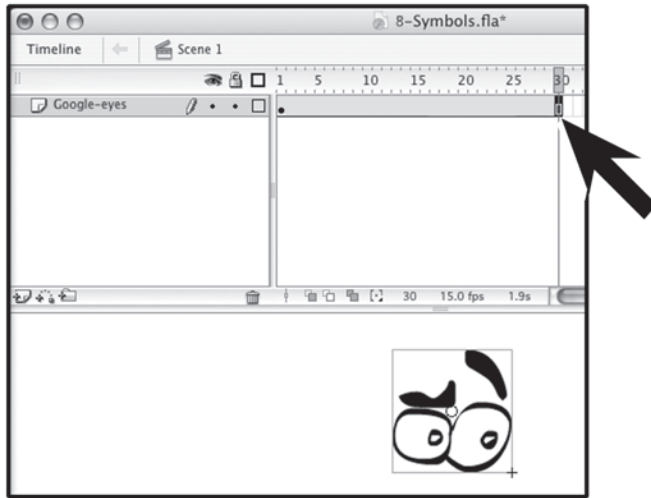 8-Symbols.fla*
Timeline Scene 1
1 5 10 15 20 25 30
Google-eyes
30 15.0 fps 1.9s